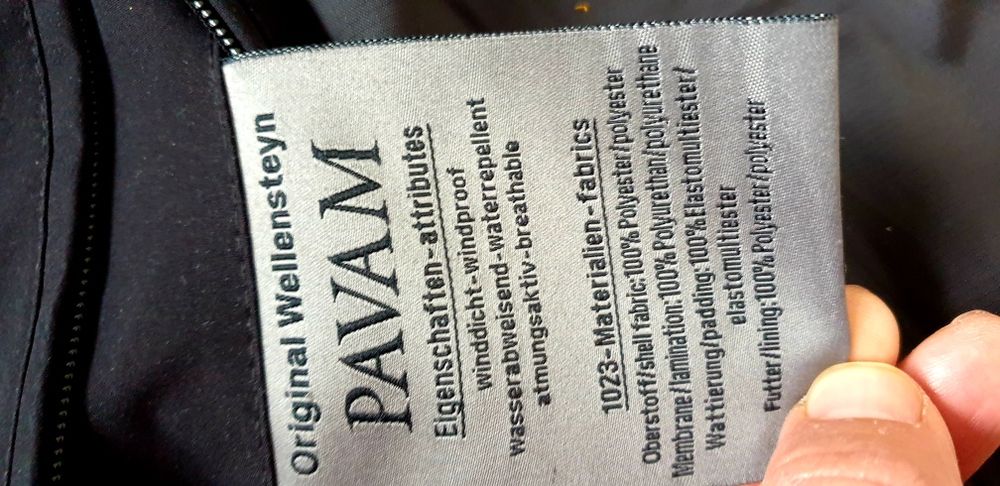 Original Wellensteyn
PAVAM
Eigenschaften-attributes
winddicht-windproof
wasserabweisend-waterrepellent
atmungsaktiv-breathable
1023-Materialien-fabrics
Oberstoff/shell fabric:100% Polyester/polyester
Membrane/lamination:100% Polyurethan/polyurethane
Wattierung/padding:100% Elastomultiester/
elastomultiester
Futter/lining:100% Polyester/polyester